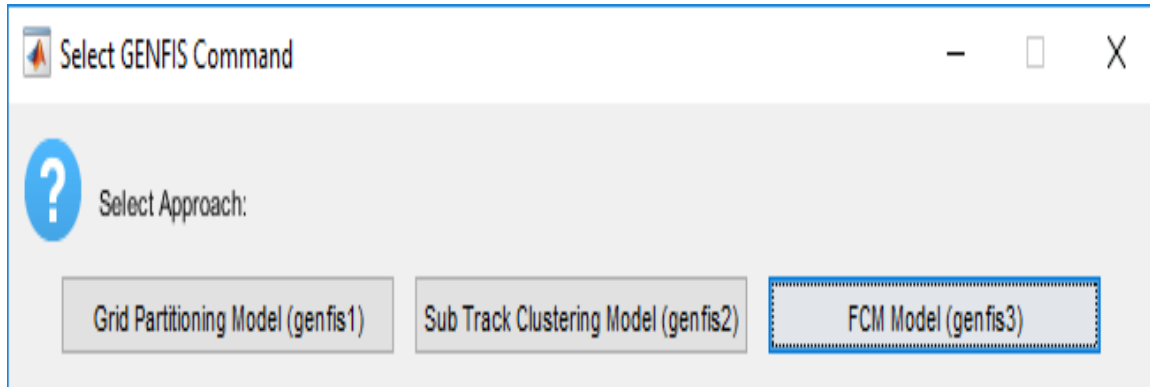 Select GENFIS Command
?
Select Approach:
Grid Partitioning Model (genfis1)
Sub Track Clustering Model (genfis2)
FCM Model (genfis3)